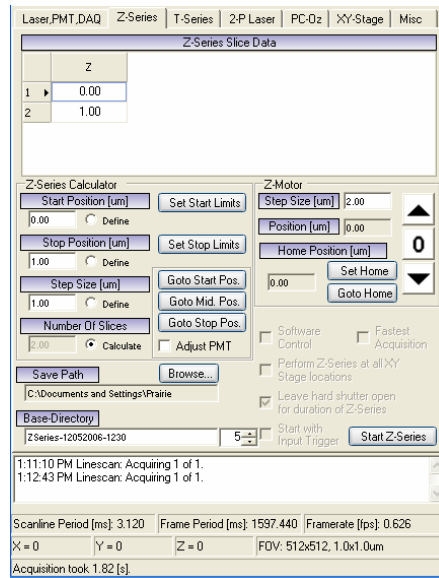 Laser,PMT,DAQ Z-Series T-Series 2-P Laser PC-Oz XY-Stage Misc
Z-Series Slice Data
Z
1 0.00
2 1.00
Z-Series Calculator
Start Position [um]
Set Start Limits
0.00 Define
Stop Position [um]
Set Stop Limits
1.00 Define
Step Size [um]
Goto Start Pos.
1.00 Define
Goto Mid. Pos.
Number Of Slices
Goto Stop Pos.
2.00 Calculate
Adjust PMT
Z-Motor
Step Size [um] 2.00
Position [um] 0.00
Home Position [um]
0.00
Set Home
Goto Home
0
Software Control
Fastest Acquisition
Perform Z-Series at all XY
Stage locations
Leave hard shutter open
for duration of Z-Series
Start with
Input Trigger
Start Z-Series
Save Path
Browse...
C:\Documents and Settings\Prairie
Base-Directory
ZSeries-12052006-1230 5
1:11:10 PM Linescan: Acquiring 1 of 1.
1:12:43 PM Linescan: Acquiring 1 of 1.
Scanline Period [ms]: 3.120 Frame Period [ms]: 1597.440 Framerate [fps]: 0.626
X = 0 Y = 0 Z = 0 FOV: 512x512, 1.0x1.0um
Acquisition took 1.82 [s].